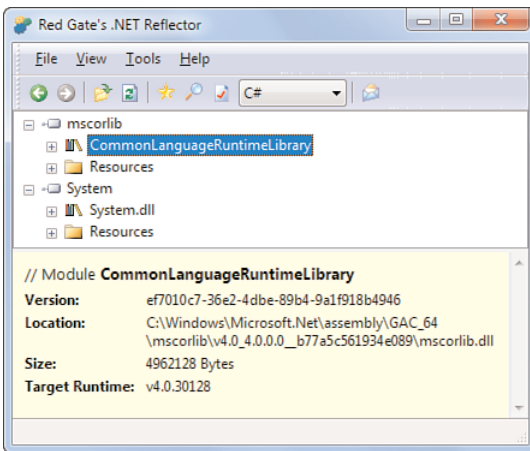 Red Gate's .NET Reflector
File View Tools Help
C#
mscorlib
CommonLanguageRuntimeLibrary
Resources
System
System.dll
Resources
// Module CommonLanguageRuntimeLibrary
Version: ef7010c7-36e2-4dbe-89b4-9a1f918b4946
Location: C:\Windows\Microsoft.Net\assembly\GAC_64
\mscorlib\v4.0_4.0.0.0__b77a5c561934e089\mscorlib.dll
Size: 4962128 Bytes
Target Runtime: v4.0.30128